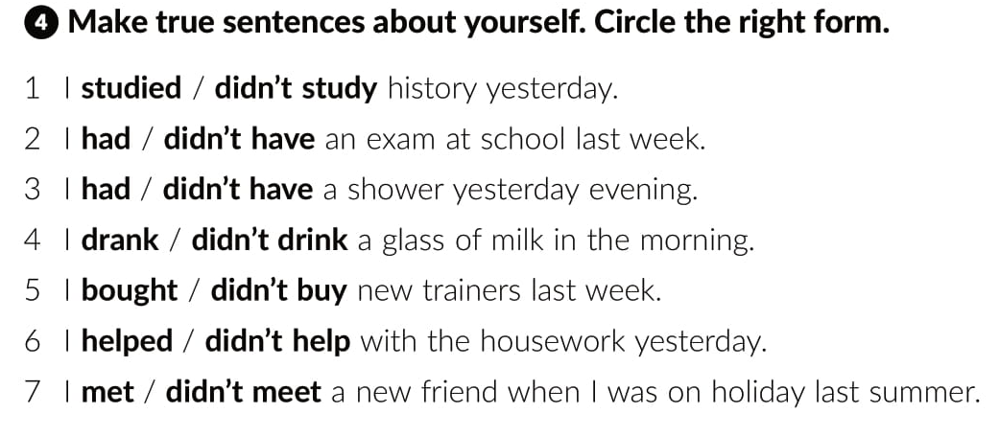 4 Make true sentences about yourself. Circle the right form.
1 I studied / didn't study history yesterday.
2 I had / didn't have an exam at school last week.
3 I had / didn't have a shower yesterday evening.
4 I drank / didn't drink a glass of milk in the morning.
5 I bought / didn't buy new trainers last week.
6 I helped / didn't help with the housework yesterday.
7 I met / didn't meet a new friend when I was on holiday last summer.